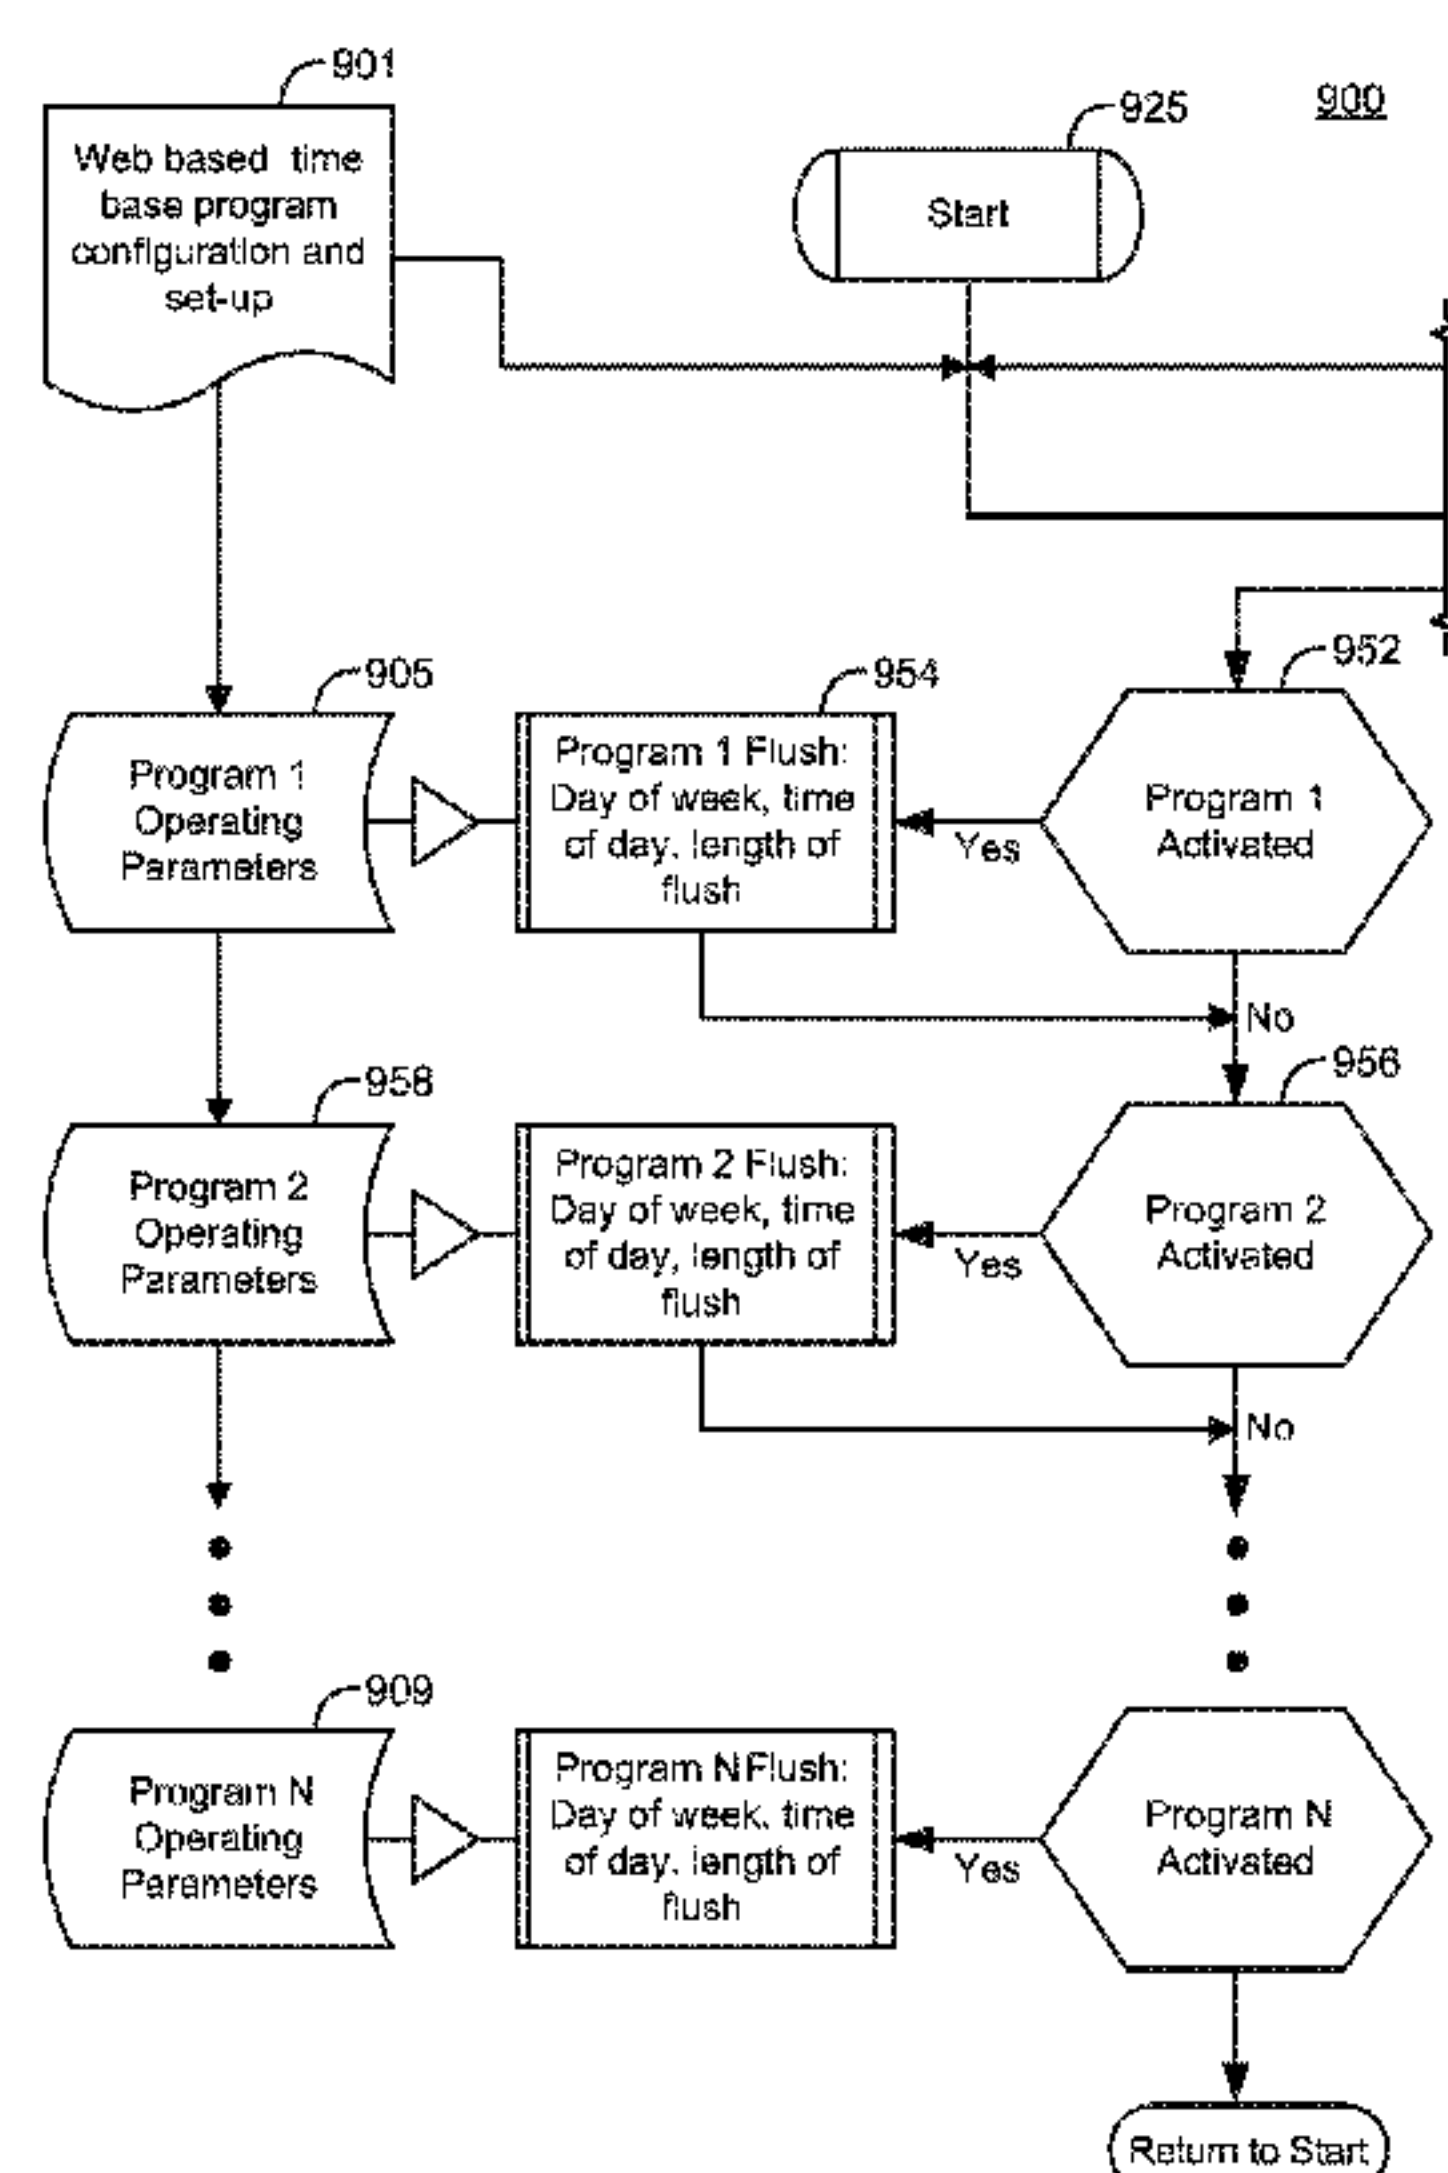 901
Web based time
base program
configuration and
set-up
925
Start
900
905
Program 1
Operating
Parameters
954
Program 1 Flush:
Day of week, time
of day, length of
flush
Yes
952
Program 1
Activated
No
958
Program 2
Operating
Parameters
Program 2 Flush:
Day of week, time
of day, length of
flush
Yes
956
Program 2
Activated
No
909
Program N
Operating
Parameters
Program N Flush:
Day of week, time
of day, length of
flush
Yes
Program N
Activated
Return to Start